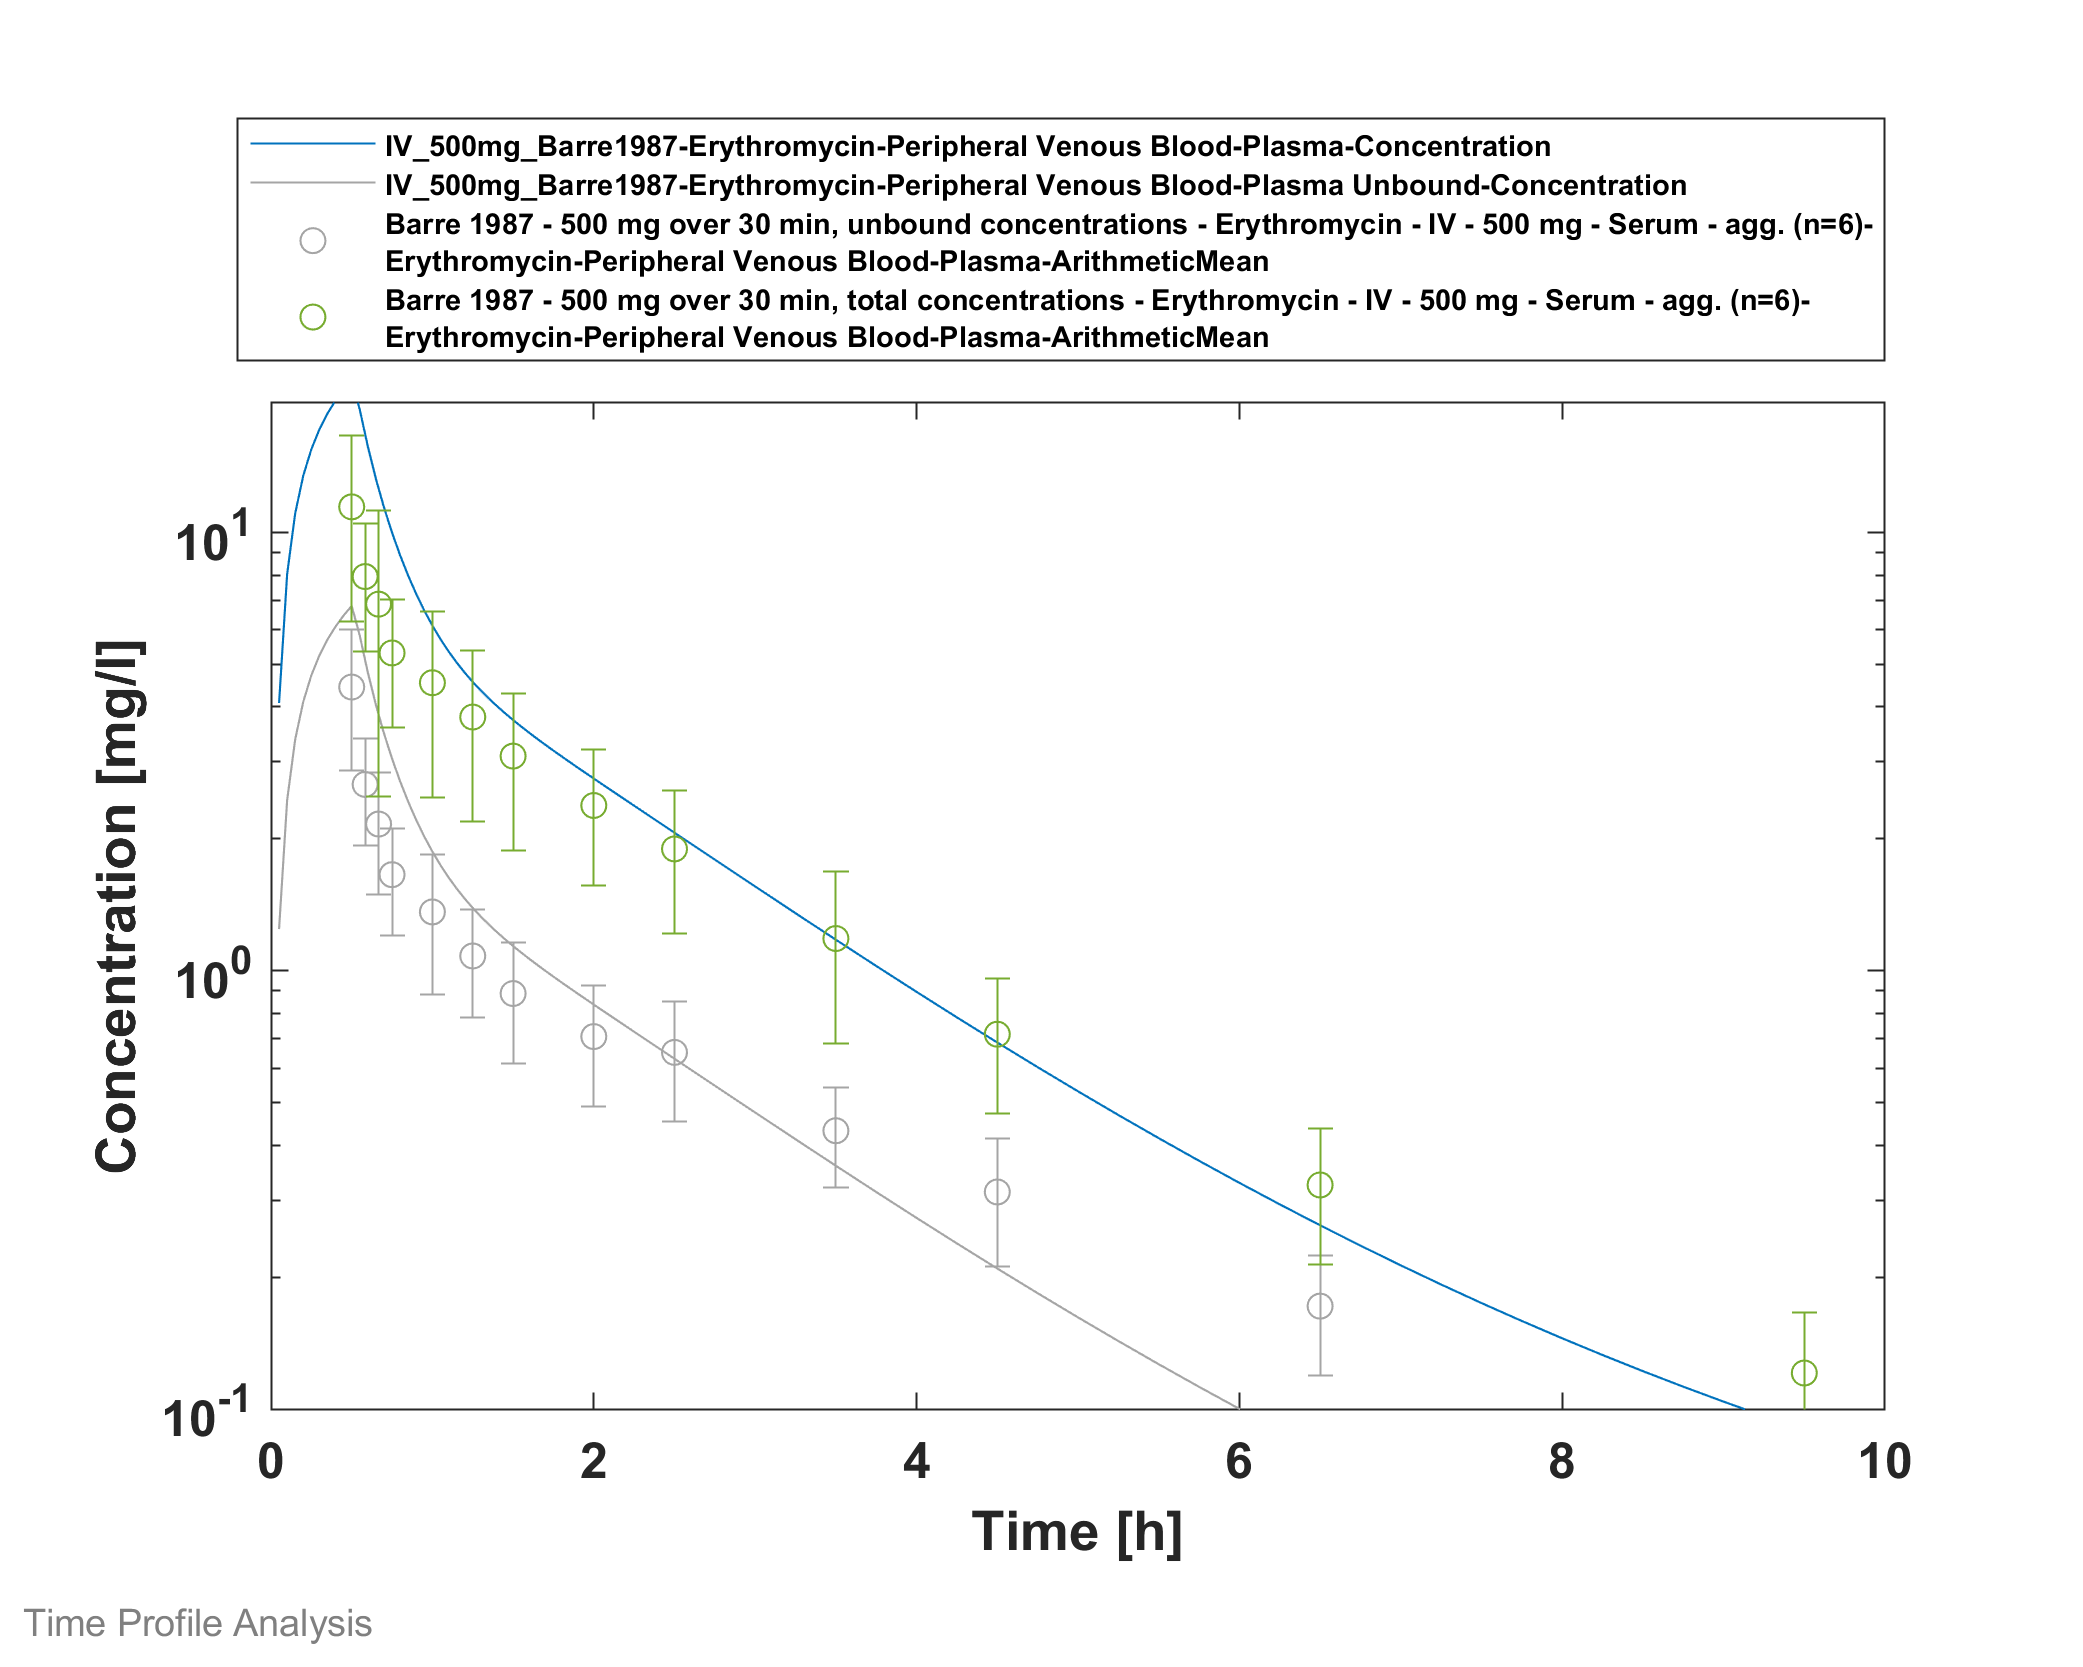 IV_500mg_Barre1987-Erythromycin-Peripheral Venous Blood-Plasma-Concentration
IV_500mg_Barre1987-Erythromycin-Peripheral Venous Blood-Plasma Unbound-Concentration
Barre 1987 - 500 mg over 30 min, unbound concentrations - Erythromycin - IV - 500 mg - Serum - agg. (n=6)-
Erythromycin-Peripheral Venous Blood-Plasma-ArithmeticMean
Barre 1987 - 500 mg over 30 min, total concentrations - Erythromycin - IV - 500 mg - Serum - agg. (n=6)-
Erythromycin-Peripheral Venous Blood-Plasma-ArithmeticMean
Concentration [mg/l]
10^1
10^0
10^-1
0 2 4 6 8 10
Time [h]
Time Profile Analysis